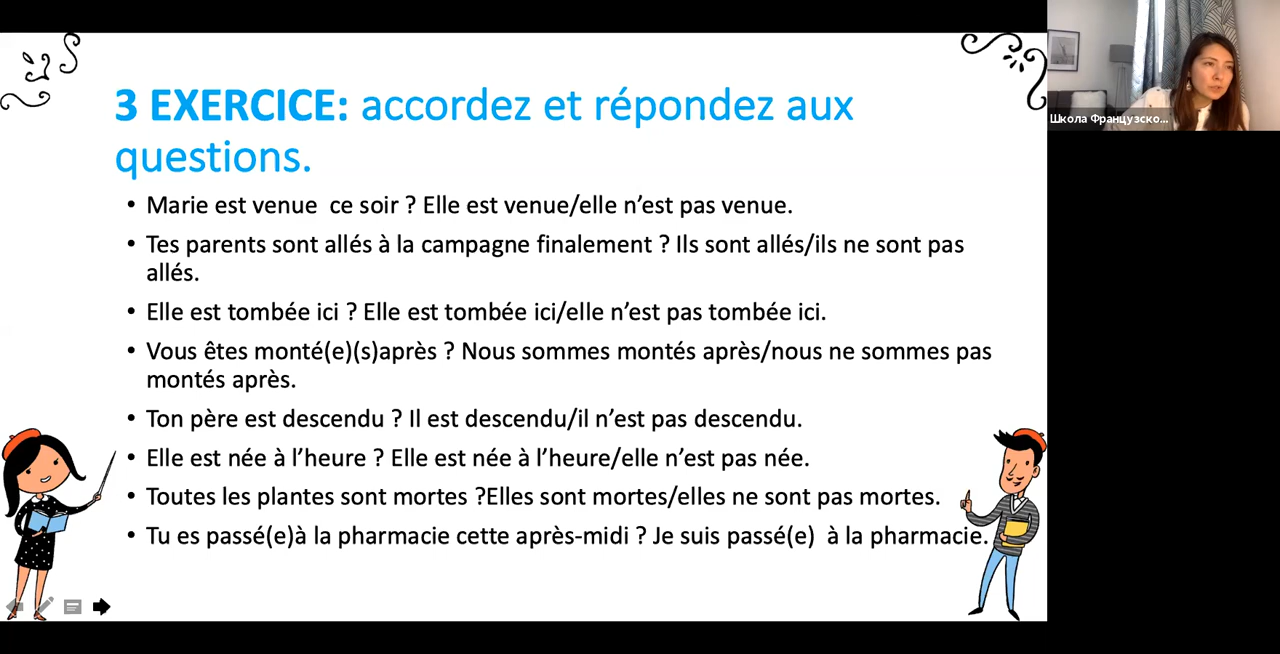 3 EXERCICE: accordez et répondez aux
questions.
• Marie est venue  ce soir ? Elle est venue/elle n’est pas venue.
• Tes parents sont allés à la campagne finalement ? Ils sont allés/ils ne sont pas
allés.
• Elle est tombée ici ? Elle est tombée ici/elle n’est pas tombée ici.
• Vous êtes monté(e)(s)après ? Nous sommes montés après/nous ne sommes pas
montés après.
• Ton père est descendu ? Il est descendu/il n’est pas descendu.
• Elle est née à l’heure ? Elle est née à l’heure/elle n’est pas née.
• Toutes les plantes sont mortes ?Elles sont mortes/elles ne sont pas mortes.
• Tu es passé(e)à la pharmacie cette après-midi ? Je suis passé(e)  à la pharmacie.
Школа Французско...